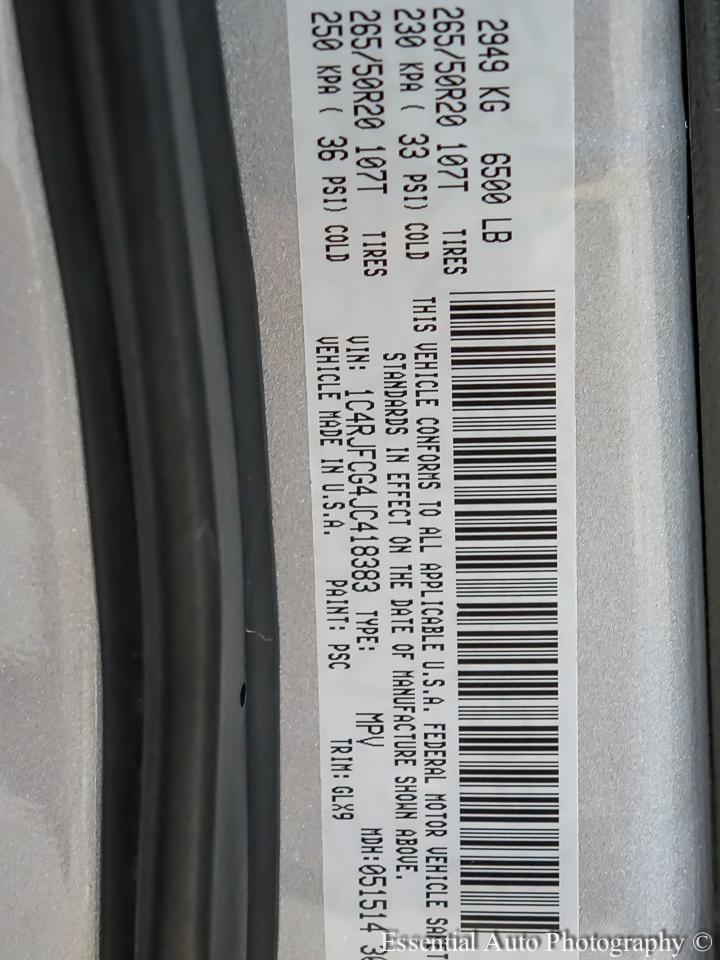 2949 KG 6500 LB
265/50R20 107T TIRES
230 KPA ( 33 PSI) COLD
265/50R20 107T TIRES
250 KPA ( 36 PSI) COLD
THIS VEHICLE CONFORMS TO ALL APPLICABLE U.S.A. FEDERAL MOTOR VEHICLE
STANDARDS IN EFFECT ON THE DATE OF MANUFACTURE SHOWN ABOVE.
VIN: 1C4RJFCG4JC418383 TYPE: MPV MDH:051514
VEHICLE MADE IN U.S.A. PAINT: PSC TRIM: GLX9
Essential Auto Photography ©